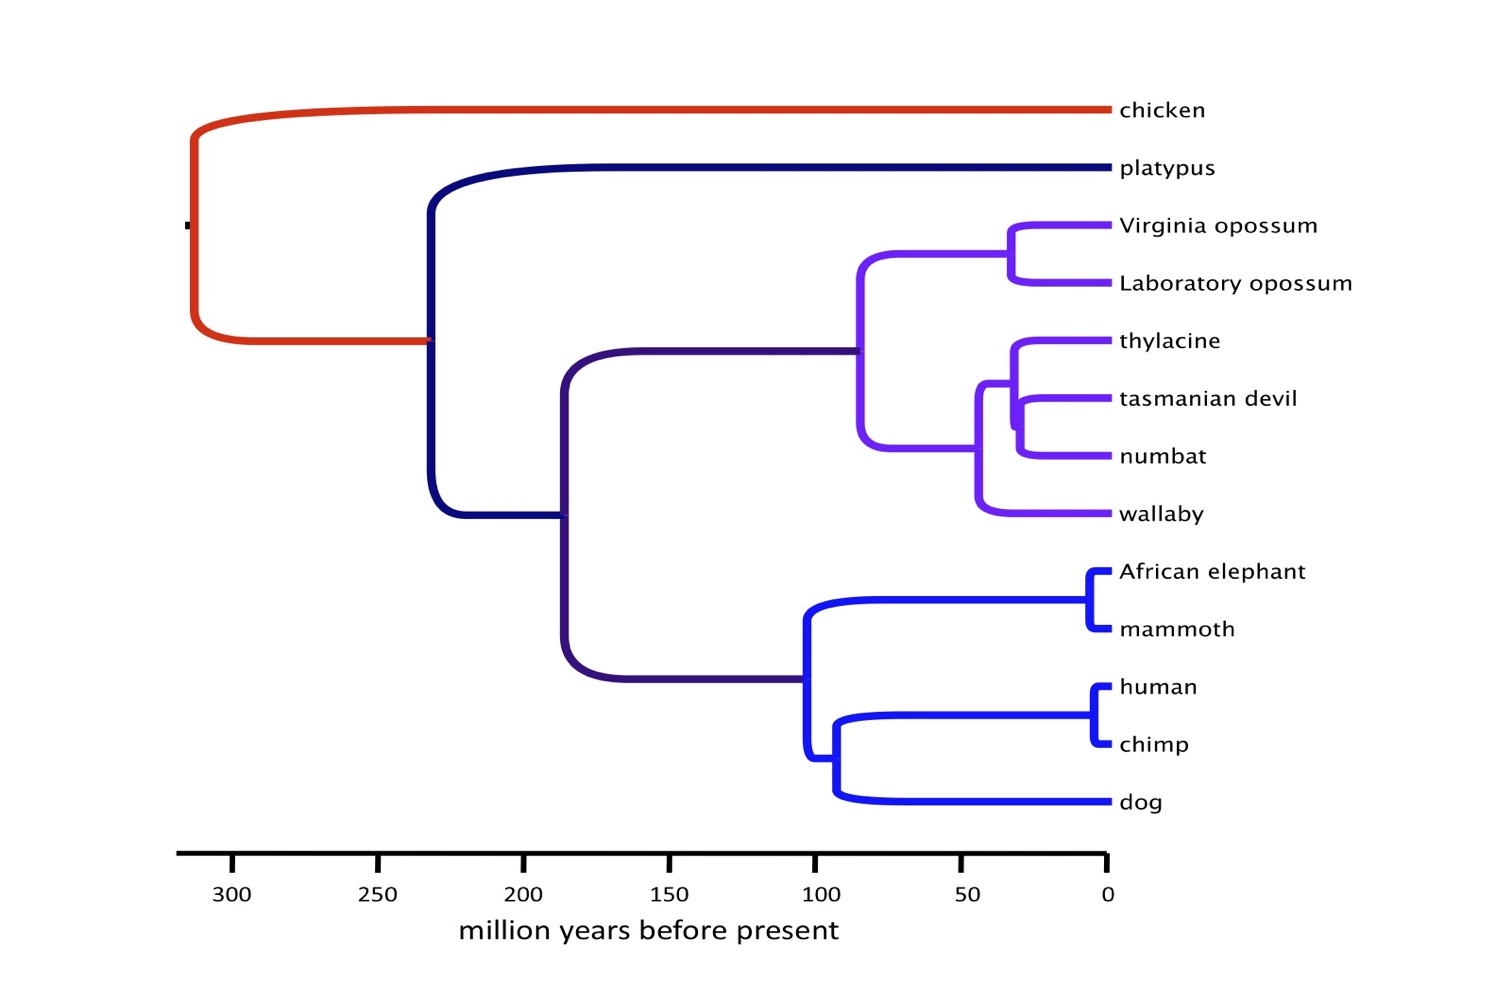 chicken
platypus
Virginia opossum
Laboratory opossum
thylacine
tasmanian devil
numbat
wallaby
African elephant
mammoth
human
chimp
dog
300 250 200 150 100 50 0
million years before present